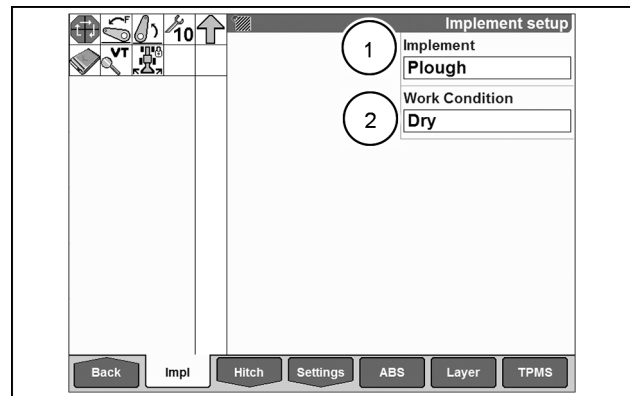 F
10
VT
Implement setup
1
Implement
Plough
2
Work Condition
Dry
Back
Impl
Hitch
Settings
ABS
Layer
TPMS